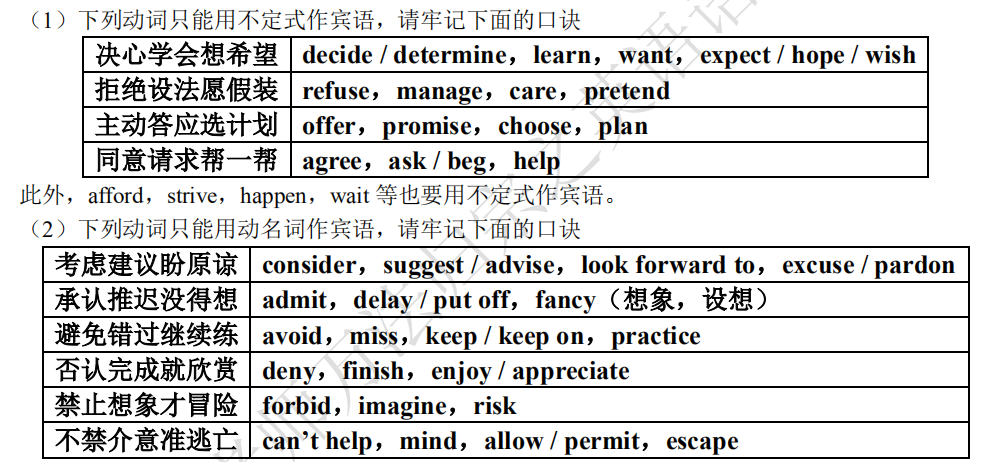 （1）下列动词只能用不定式作宾语，请牢记下面的口诀
决心学会想希望 decide / determine，learn，want，expect / hope / wish
拒绝设法愿假装 refuse，manage，care，pretend
主动答应选计划 offer，promise，choose，plan
同意请求帮一帮 agree，ask / beg，help
此外，afford，strive，happen，wait 等也要用不定式作宾语。
（2）下列动词只能用动名词作宾语，请牢记下面的口诀
考虑建议盼原谅 consider，suggest / advise，look forward to，excuse / pardon
承认推迟没得想 admit，delay / put off，fancy（想象，设想）
避免错过继续练 avoid，miss，keep / keep on，practice
否认完成就欣赏 deny，finish，enjoy / appreciate
禁止想象才冒险 forbid，imagine，risk
不禁介意准逃亡 can’t help，mind，allow / permit，escape